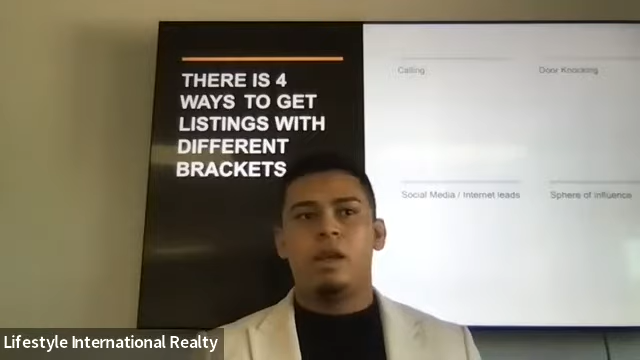 THERE IS 4
WAYS TO GET
LISTINGS WITH
DIFFERENT
BRACKETS
Calling
Door Knocking
Social Media / Internet leads
Sphere of influence
Lifestyle International Realty